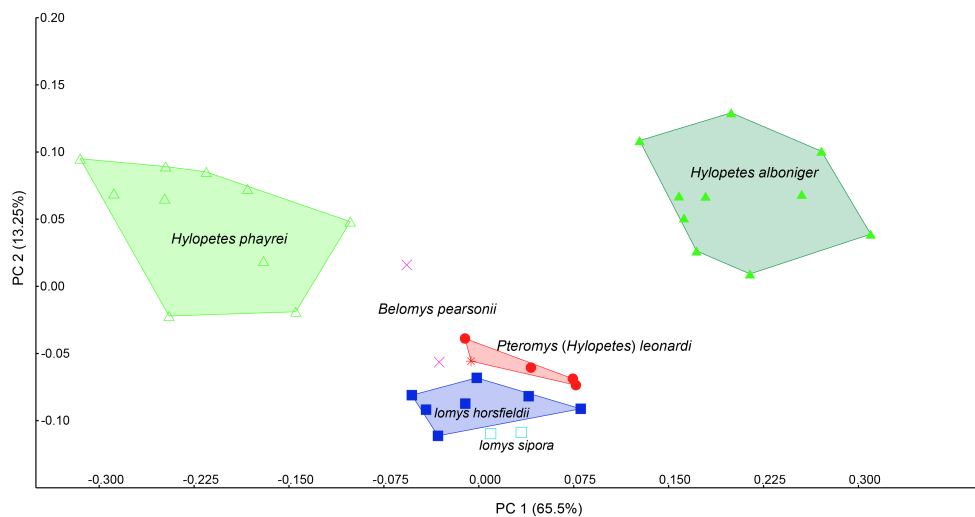 0.20
0.15
0.10
0.05
0.00
-0.05
-0.10
PC 2 (13.25%)
Hylopetes phayrei
Hylopetes alboniger
Belomys pearsonii
Pteromys (Hylopetes) leonardi
Iomys horsfieldii
Iomys sipora
-0,300 -0,225 -0,150 -0,075 0,000 0,075 0,150 0,225 0,300
PC 1 (65.5%)